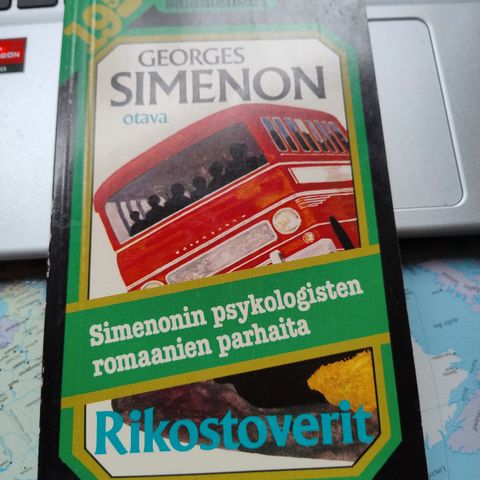 GEORGES
SIMENON
otava
Simenonin psykologisten
romaanien parhaita
Rikostoverit